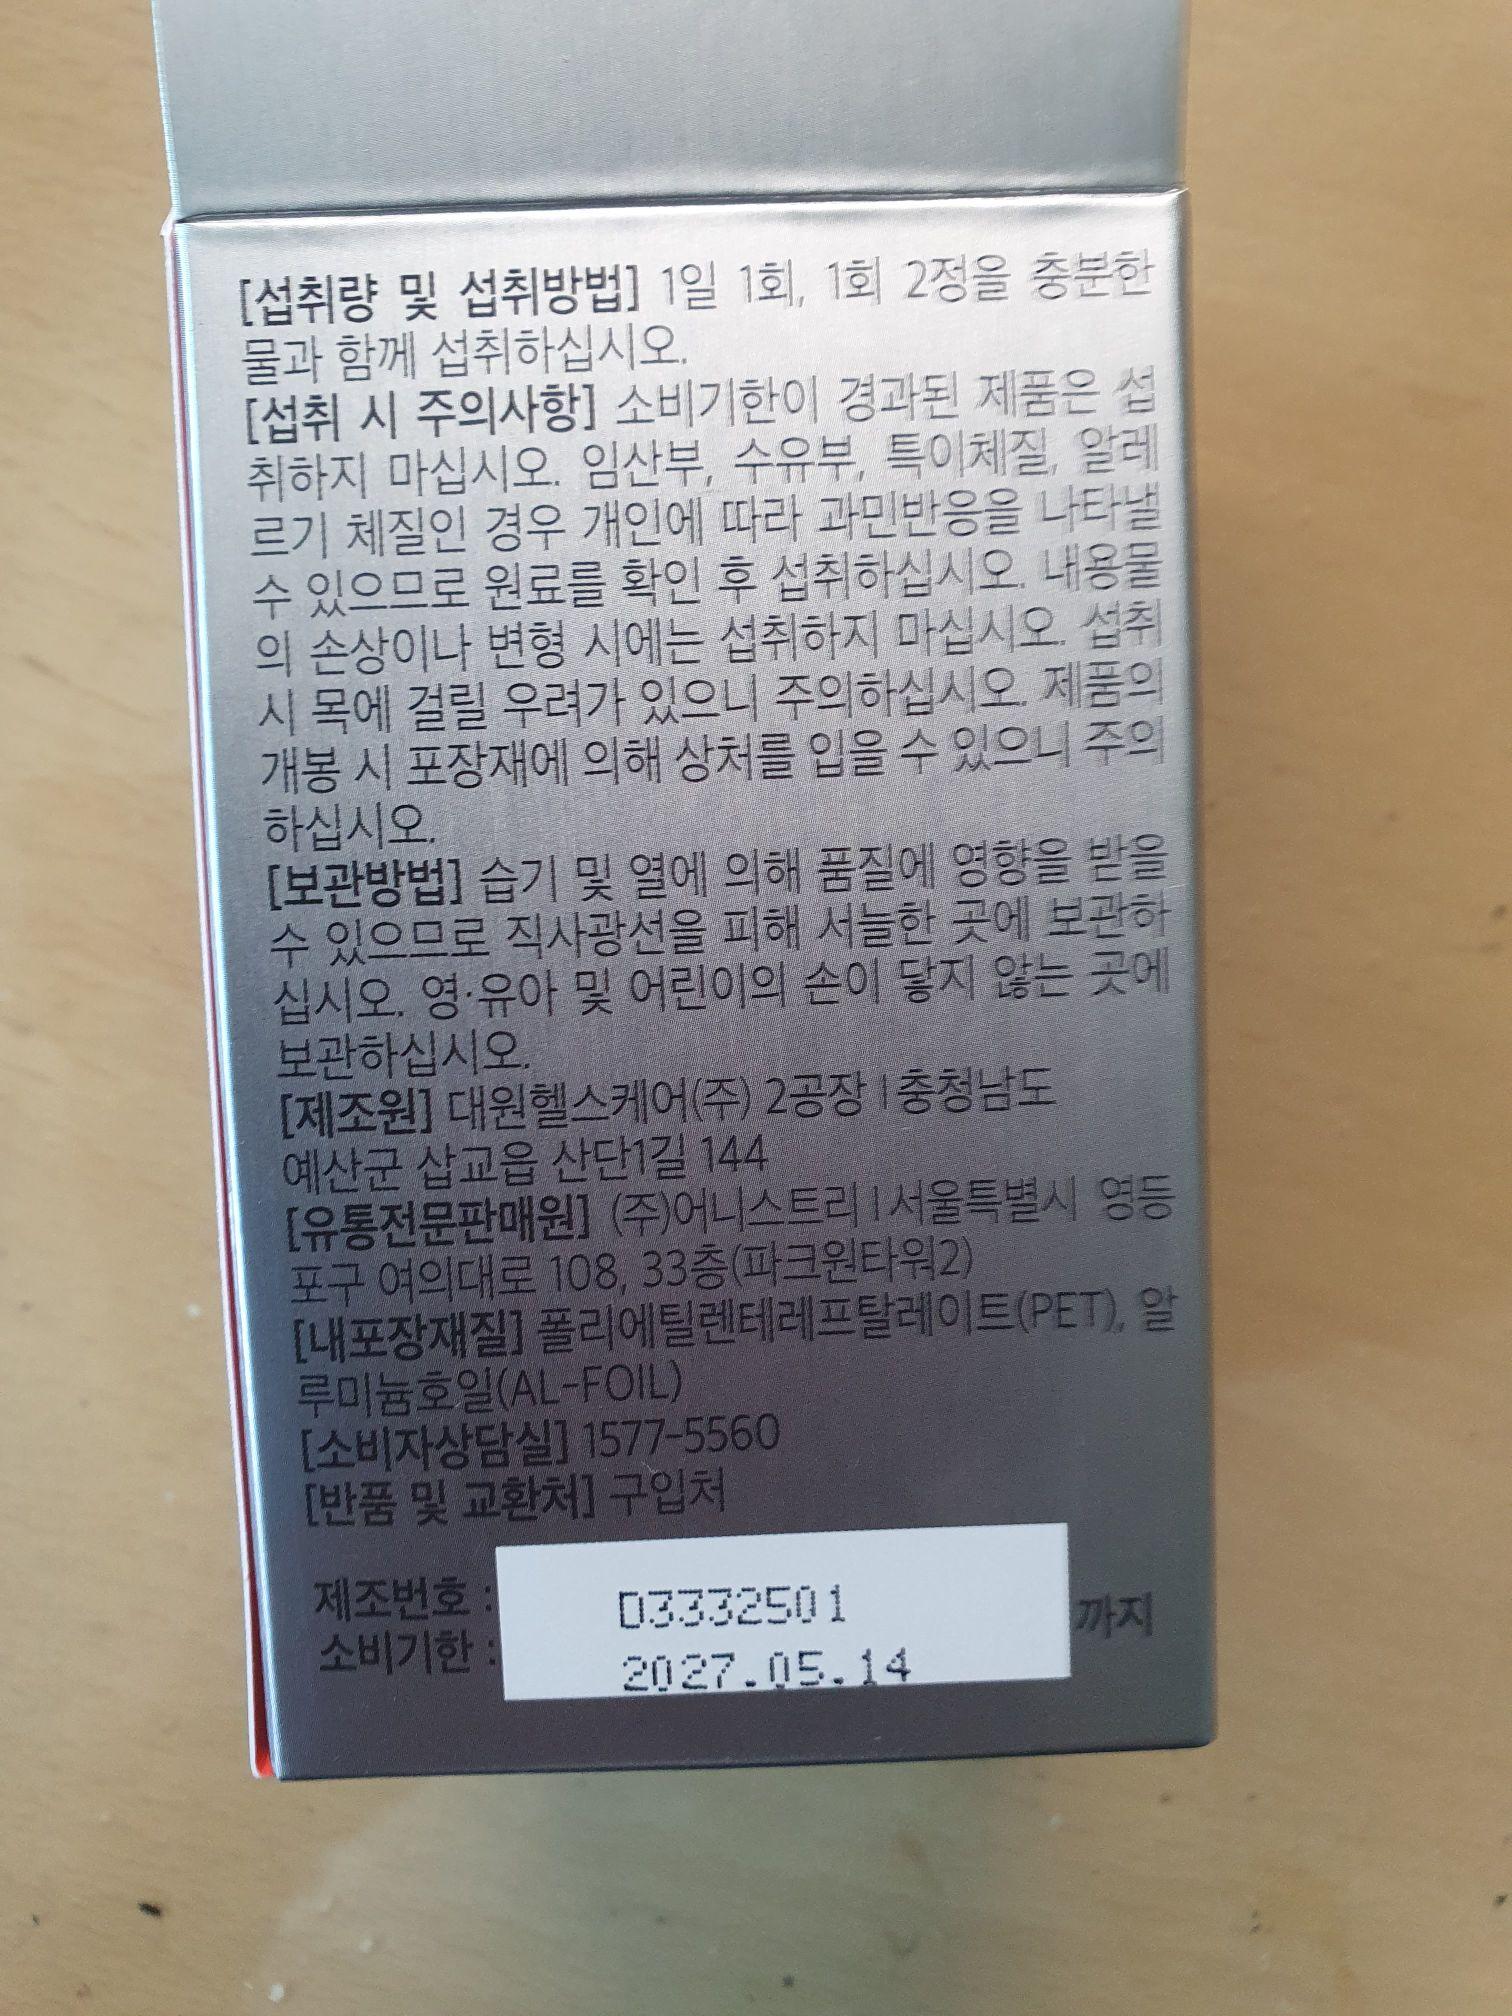 [섭취량 및 섭취방법] 1일 1회, 1회 2정을 충분한
물과 함께 섭취하십시오.
[섭취 시 주의사항] 소비기한이 경과된 제품은 섭
취하지 마십시오. 임산부, 수유부, 특이체질, 알레
르기 체질인 경우 개인에 따라 과민반응을 나타낼
수 있으므로 원료를 확인 후 섭취하십시오. 내용물
의 손상이나 변형 시에는 섭취하지 마십시오. 섭취
시 목에 걸릴 우려가 있으니 주의하십시오. 제품의
개봉 시 포장재에 의해 상처를 입을 수 있으니 주의
하십시오.
[보관방법] 습기 및 열에 의해 품질에 영향을 받을
수 있으므로 직사광선을 피해 서늘한 곳에 보관하
십시오. 영·유아 및 어린이의 손이 닿지 않는 곳에
보관하십시오.
[제조원] 대원헬스케어(주) 2공장 | 충청남도
예산군 삽교읍 산단1길 144
[유통전문판매원] (주)어니스트리 | 서울특별시 영등
포구 여의대로 108, 33층(파크원타워2)
[내포장재질] 폴리에틸렌테레프탈레이트(PET), 알
루미늄호일(AL-FOIL)
[소비자상담실] 1577-5560
[반품 및 교환처] 구입처
제조번호 : D3332501
소비기한 : 2027.05.14 까지